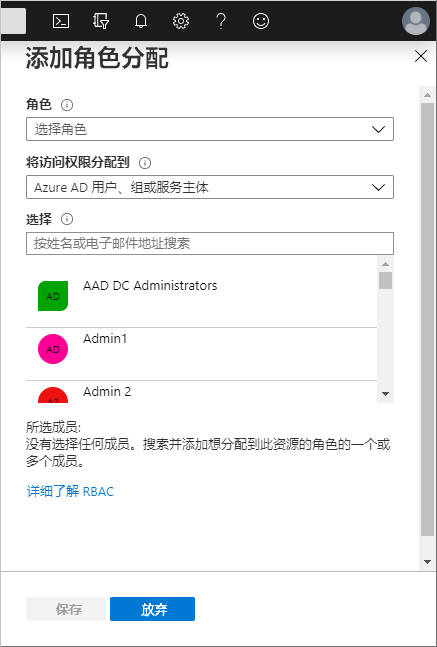 添加角色分配
角色
选择角色
将访问权限分配到
Azure AD 用户、组或服务主体
选择
按姓名或电子邮件地址搜索
AD
AAD DC Administrators
AD
Admin1
A2
Admin 2
所选成员:
没有选择任何成员。搜索并添加想分配到此资源的角色的一个或
多个成员。
详细了解 RBAC
保存
放弃